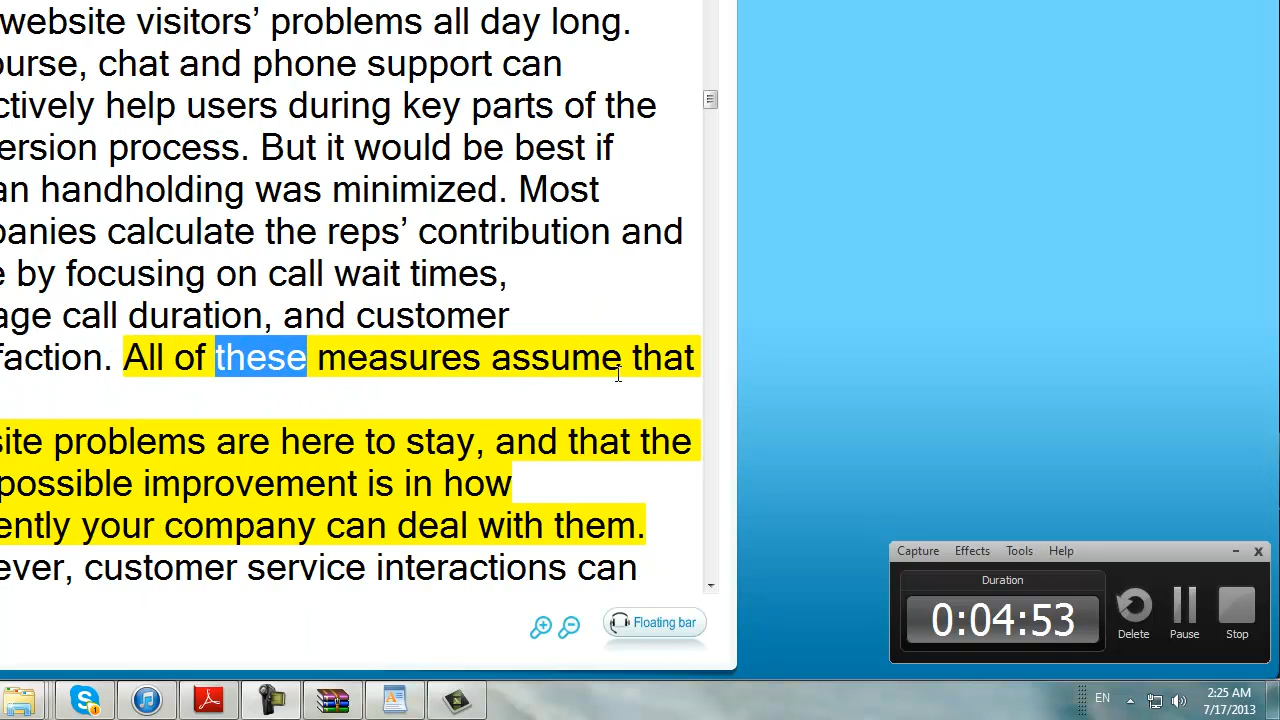 website visitors’ problems all day long.
ourse, chat and phone support can
ctively help users during key parts of the
ersion process. But it would be best if
an handholding was minimized. Most
panies calculate the reps’ contribution and
e by focusing on call wait times,
age call duration, and customer
faction. All of these measures assume that
site problems are here to stay, and that the
possible improvement is in how
ently your company can deal with them.
ever, customer service interactions can
Floating bar
Capture Effects Tools Help
Duration
0:04:53
Delete Pause Stop
EN
2:25 AM
7/17/2013